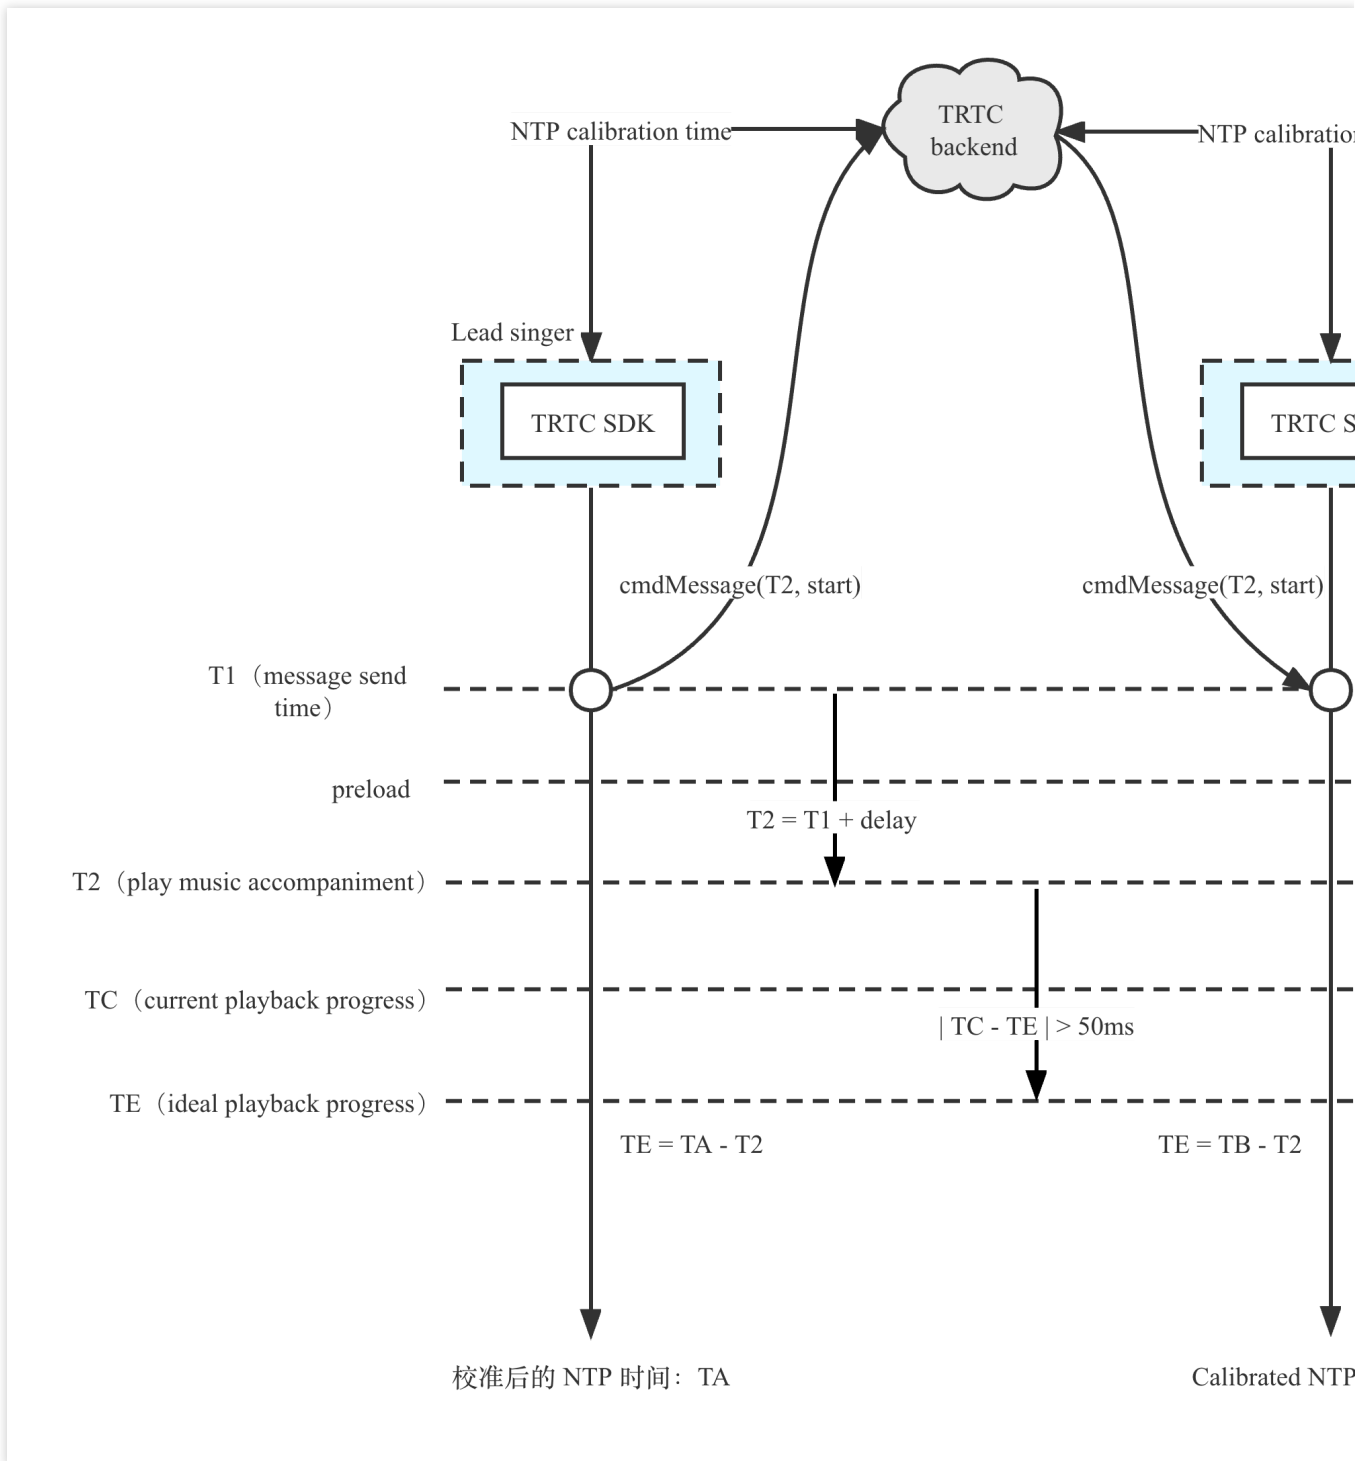 TRTC
backend
NTP calibration time
NTP calibration
Lead singer
TRTC SDK
TRTC S
cmdMessage(T2, start)
cmdMessage(T2, start)
T1（message send
time）
preload
T2 = T1 + delay
T2（play music accompaniment）
TC（current playback progress）
| TC - TE | > 50ms
TE（ideal playback progress）
TE = TA - T2
TE = TB - T2
校准后的 NTP 时间：TA
Calibrated NTP